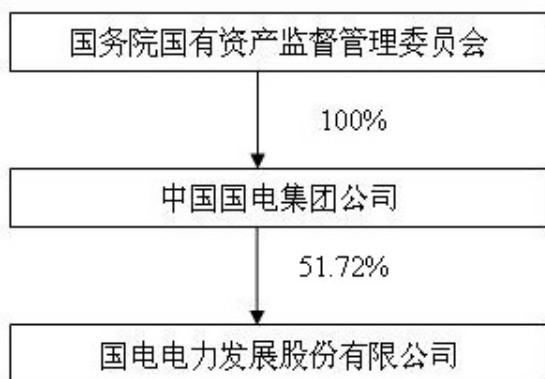 国务院国有资产监督管理委员会
100%
中国国电集团公司
51.72%
国电电力发展股份有限公司